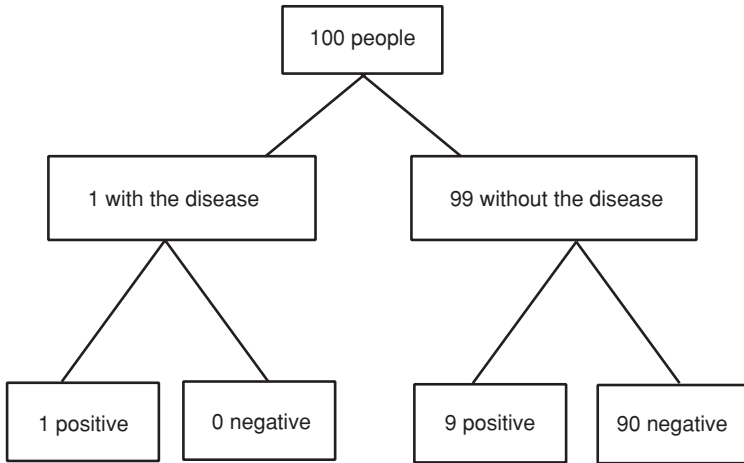 100 people
1 with the disease
99 without the disease
1 positive
0 negative
9 positive
90 negative